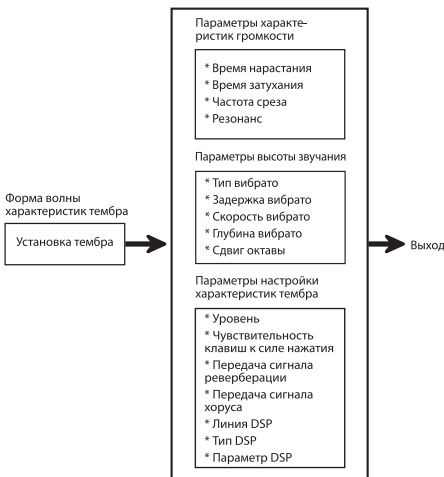 Параметры характе-
ристик громкости
* Время нарастания
* Время затухания
* Частота среза
* Резонанс
Параметры высоты звучания
* Тип вибрато
* Задержка вибрато
* Скорость вибрато
* Глубина вибрато
* Сдвиг октавы
Форма волны
характеристик тембра
Установка тембра
Выход
Параметры настройки
характеристик тембра
* Уровень
* Чувствительность
клавиш к силе нажатия
* Передача сигнала
реверберации
* Передача сигнала
хоруса
* Линия DSP
* Тип DSP
* Параметр DSP